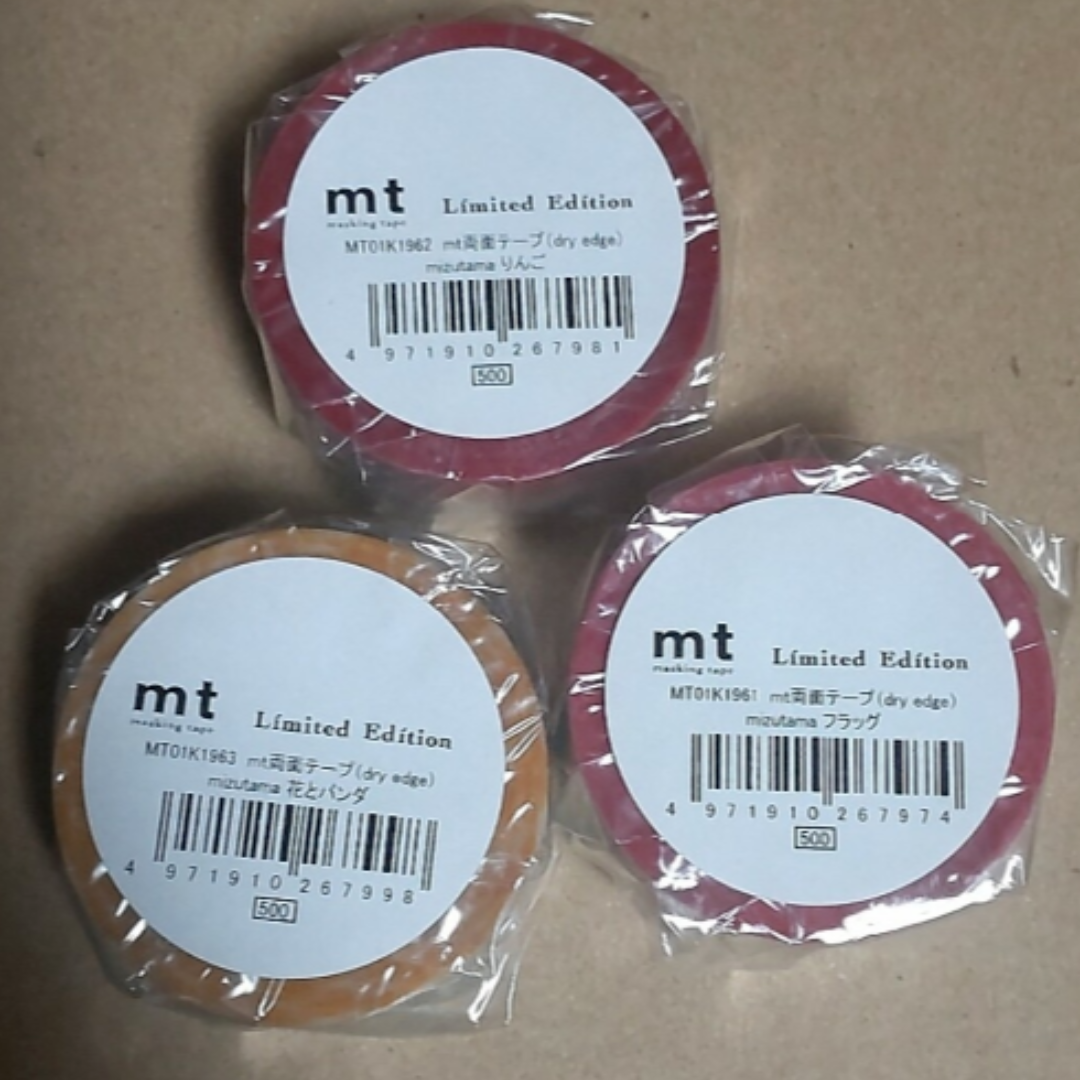 mt Limited Edition
masking tape
MT01K1962 mt両面テープ(dry edge)
mizutama りんご
4 971910 267981
500
mt Limited Edition
masking tape
MT01K1963 mt両面テープ(dry edge)
mizutama 花とパンダ
4 971910 267998
500
mt Limited Edition
masking tape
MT01K1961 mt両面テープ(dry edge)
mizutama フラッグ
4 971910 267974
500